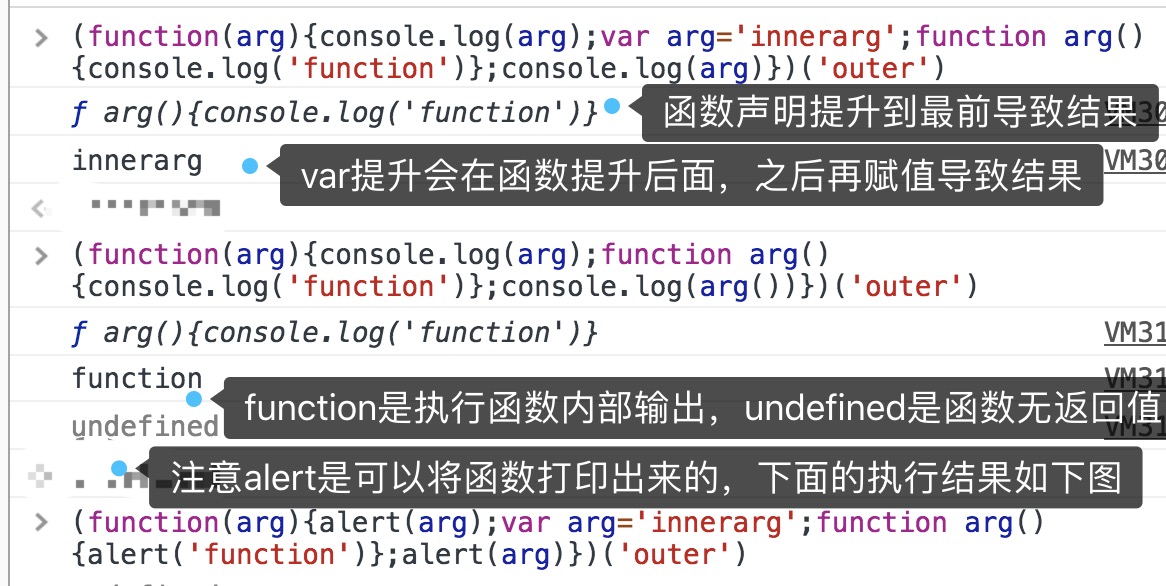 > (function(arg){console.log(arg);var arg='innerarg';function arg()
{console.log('function')};console.log(arg)})('outer')
ƒ arg(){console.log('function')}
函数声明提升到最前导致结果
innerarg
var提升会在函数提升后面，之后再赋值导致结果
VM30
> (function(arg){console.log(arg);function arg()
{console.log('function')};console.log(arg())})('outer')
ƒ arg(){console.log('function')}
VM31
function
VM31
function是执行函数内部输出，undefined是函数无返回值
undefined
VM31
注意alert是可以将函数打印出来的，下面的执行结果如下图
> (function(arg){alert(arg);var arg='innerarg';function arg()
{alert('function')};alert(arg)})('outer')